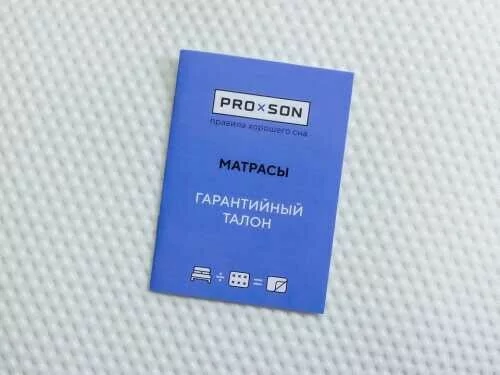 PRO×SON
правила хорошего сна
МАТРАСЫ
ГАРАНТИЙНЫЙ
ТАЛОН